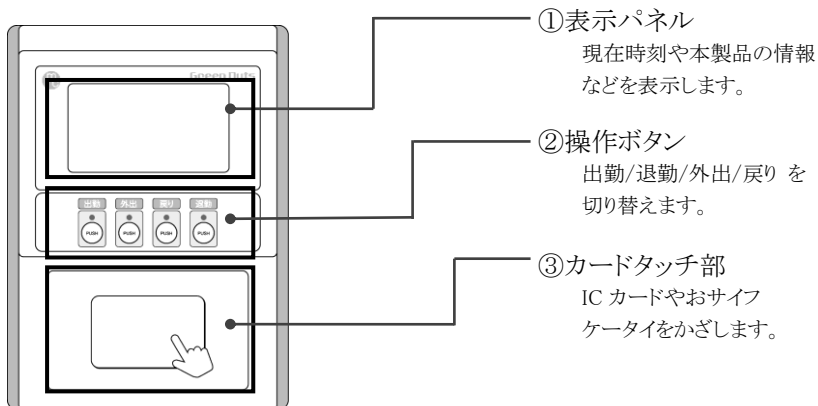 ①表示パネル
現在時刻や本製品の情報
などを表示します。
②操作ボタン
出勤/退勤/外出/戻り を
切り替えます。
出勤 外出 戻り 退勤
PUSH PUSH PUSH PUSH
③カードタッチ部
IC カードやおサイフ
ケータイをかざします。